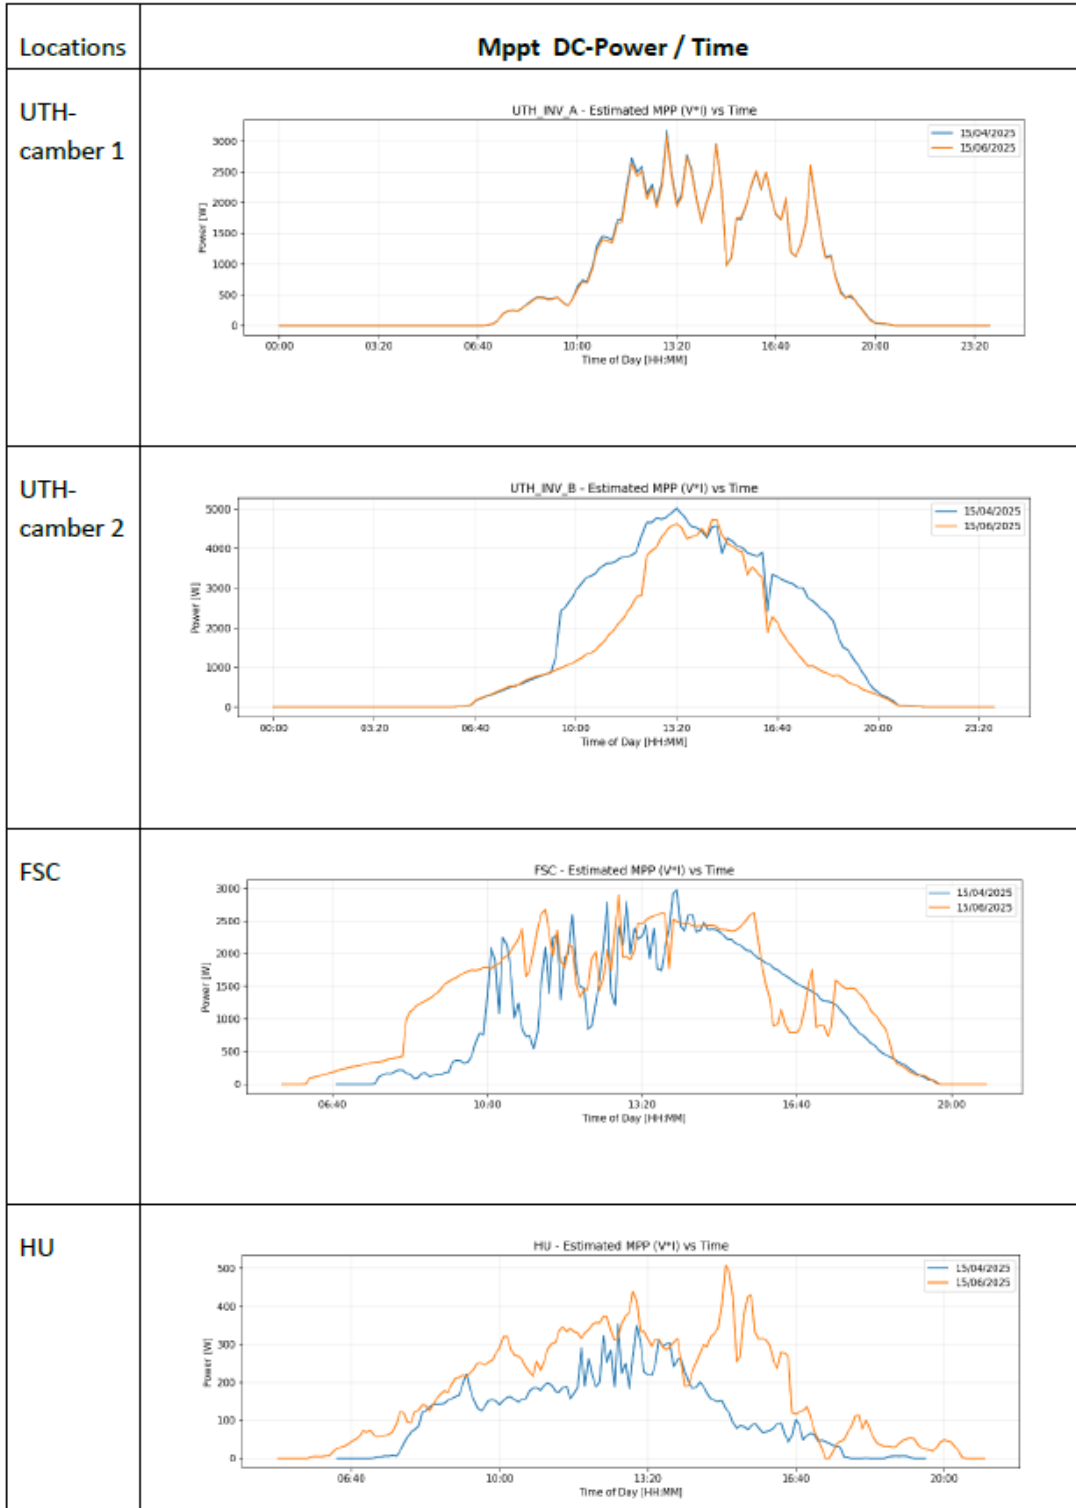 Locations
Mppt DC-Power / Time
UTH-
camber 1
UTH_INV_A - Estimated MPP (V*I) vs Time
15/04/2025
15/06/2025
Power [W]
3000
2500
2000
1500
1000
500
0
00:00 03:20 06:40 10:00 13:20 16:40 20:00 23:20
Time of Day [HH:MM]
UTH-
camber 2
UTH_INV_B - Estimated MPP (V*I) vs Time
15/04/2025
15/06/2025
Power [W]
5000
4000
3000
2000
1000
0
00:00 03:20 06:40 10:00 13:20 16:40 20:00 23:20
Time of Day [HH:MM]
FSC
FSC - Estimated MPP (V*I) vs Time
15/04/2025
15/06/2025
Power [W]
3000
2500
2000
1500
1000
500
0
06:40 10:00 13:20 16:40 20:00
Time of Day [HH:MM]
HU
HU - Estimated MPP (V*I) vs Time
15/04/2025
15/06/2025
Power [W]
500
400
300
200
100
0
06:40 10:00 13:20 16:40 20:00
Time of Day [HH:MM]